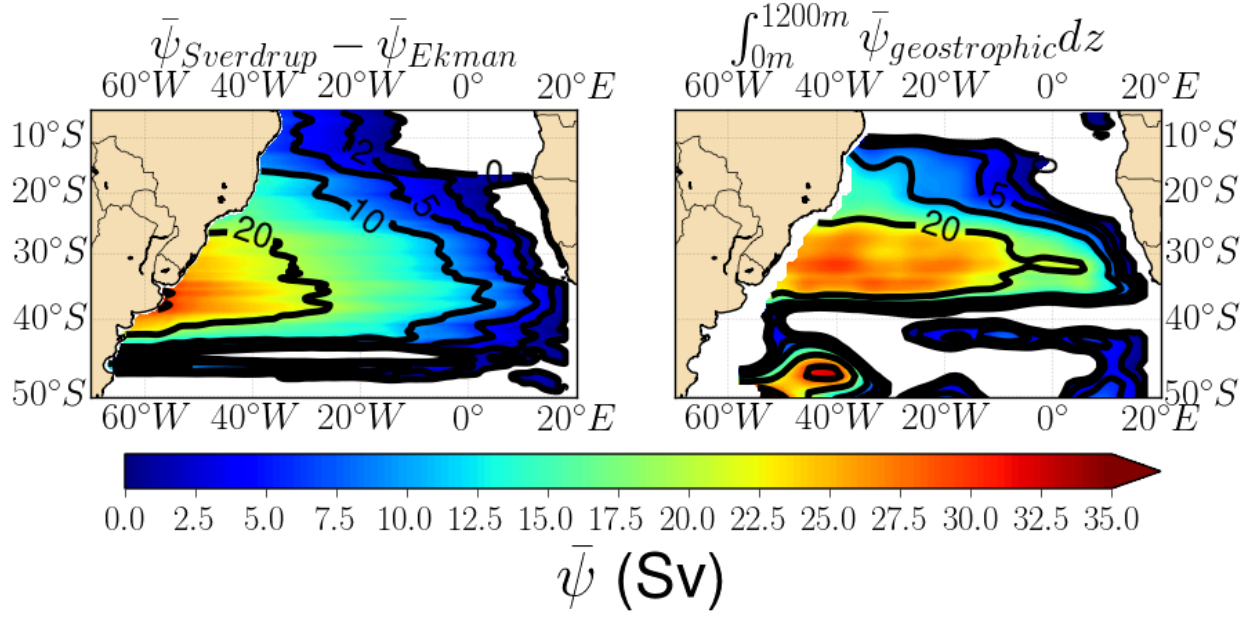 ψ̄_Sverdrup − ψ̄_Ekman
60°W 40°W 20°W 0° 20°E
10°S
20°S
30°S
40°S
50°S
0
2
5
10
20
60°W 40°W 20°W 0° 20°E
∫_0m^1200m ψ̄_geostrophic dz
60°W 40°W 20°W 0° 20°E
10°S
20°S
30°S
40°S
50°S
5
20
60°W 40°W 20°W 0° 20°E
0.0 2.5 5.0 7.5 10.0 12.5 15.0 17.5 20.0 22.5 25.0 27.5 30.0 32.5 35.0
ψ̄ (Sv)